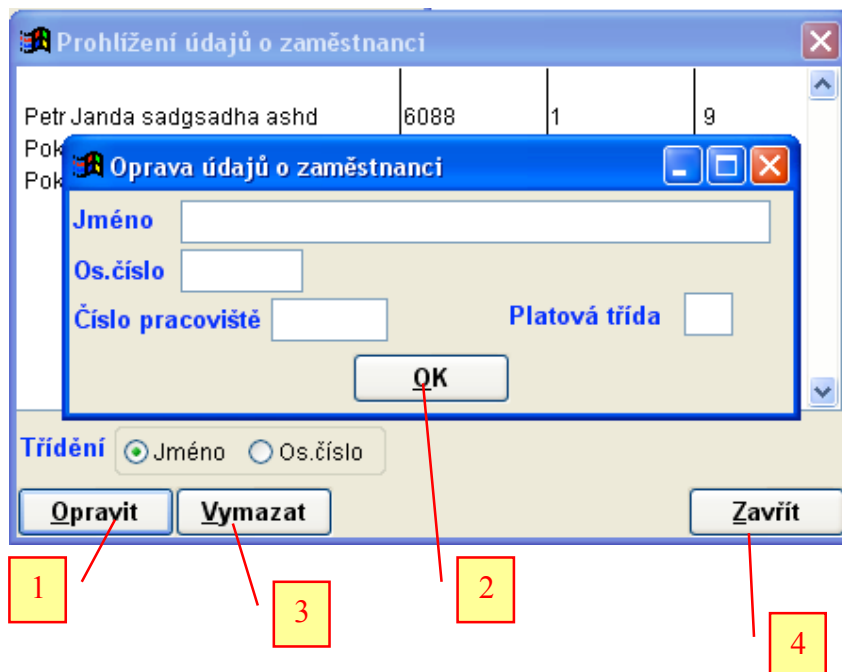 Prohlížení údajů o zaměstnanci
Petr Janda sadgsadha ashd 6088 1 9
Pok
Pok
Oprava údajů o zaměstnanci
Jméno
Os.číslo
Číslo pracoviště Platová třída
OK
Třídění Jméno Os.číslo
Opravit Vymazat Zavřít
1 3 2 4